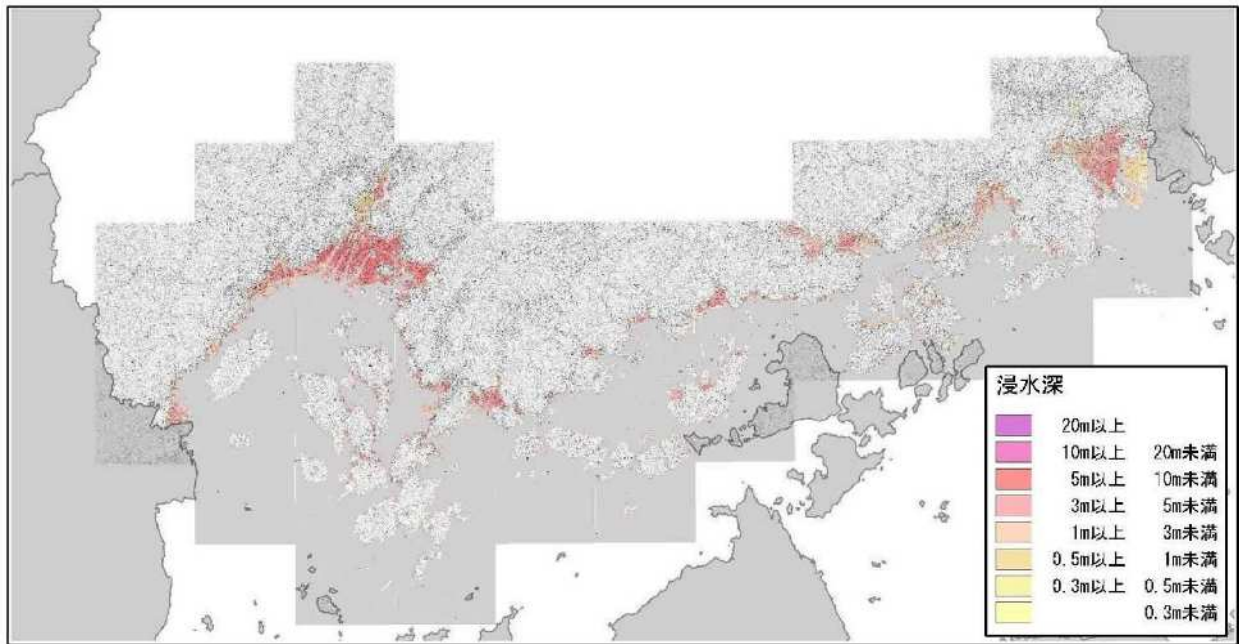 浸水深
20m以上
10m以上 20m未満
5m以上 10m未満
3m以上 5m未満
1m以上 3m未満
0.5m以上 1m未満
0.3m以上 0.5m未満
0.3m未満